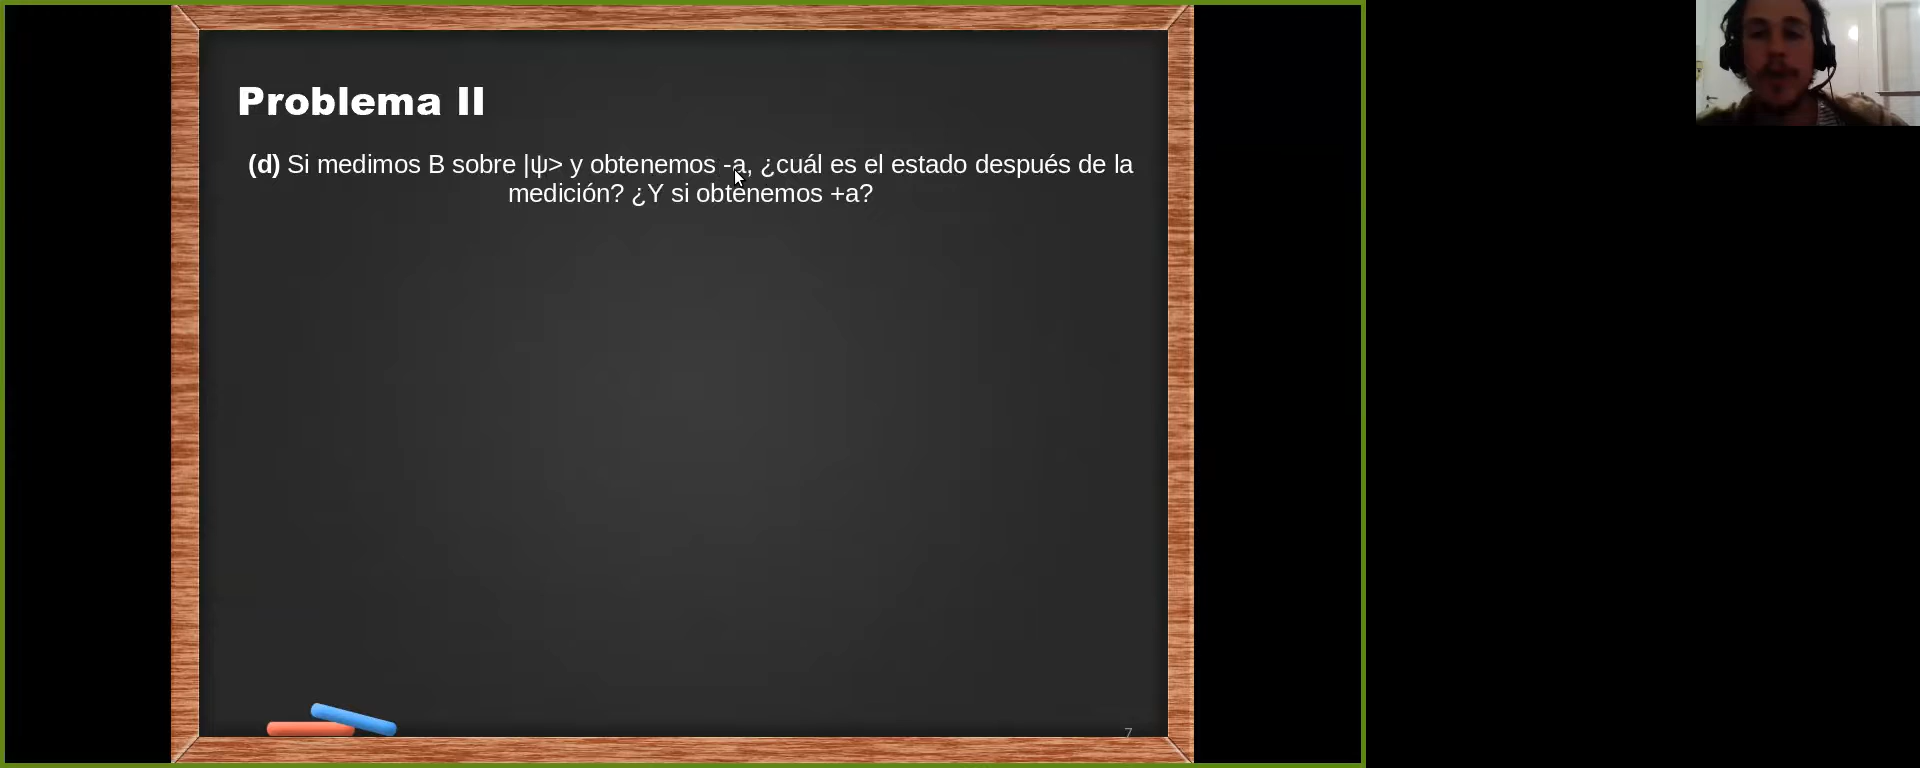 Problema II
(d) Si medimos B sobre |ψ> y obtenemos -a, ¿cuál es el estado después de la
medición? ¿Y si obtenemos +a?
7